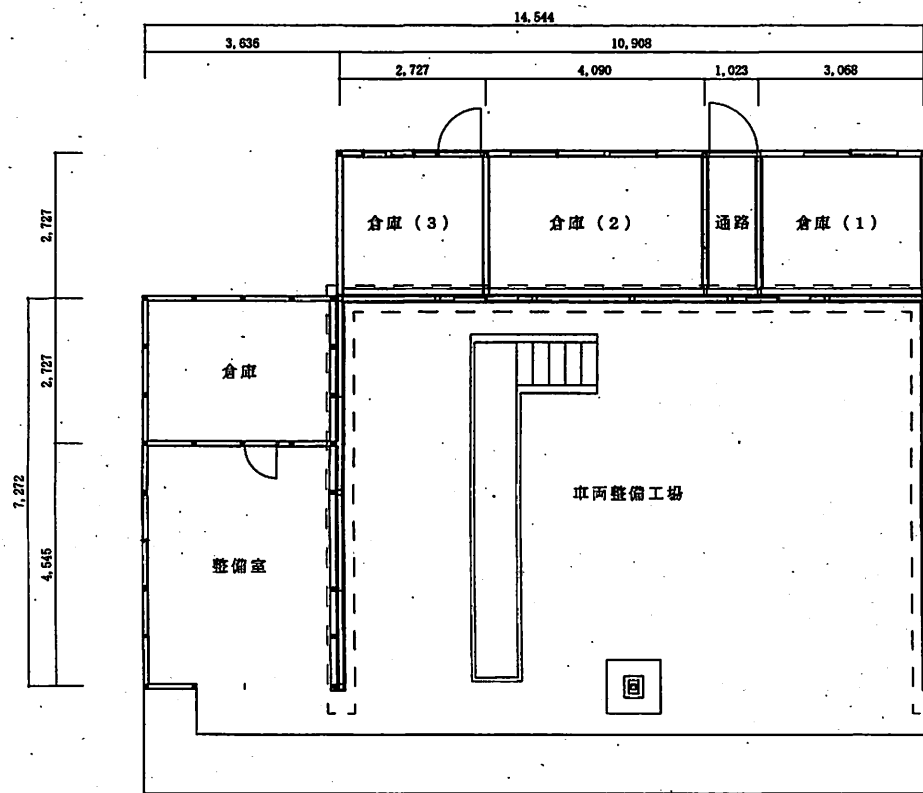 14,544
3,636
10,908
2,727
4,090
1,023
3,068
2,727
倉庫（3）
倉庫（2）
通路
倉庫（1）
2,727
倉庫
7,272
車両整備工場
4,545
整備室